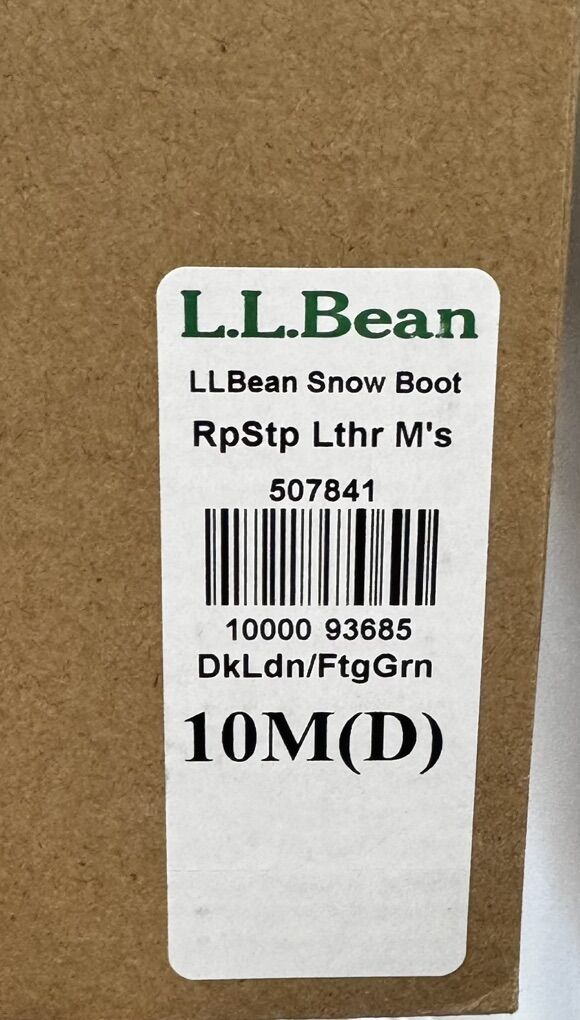 L.L.Bean
LLBean Snow Boot
RpStp Lthr M's
507841
10000 93685
DkLdn/FtgGrn
10M(D)